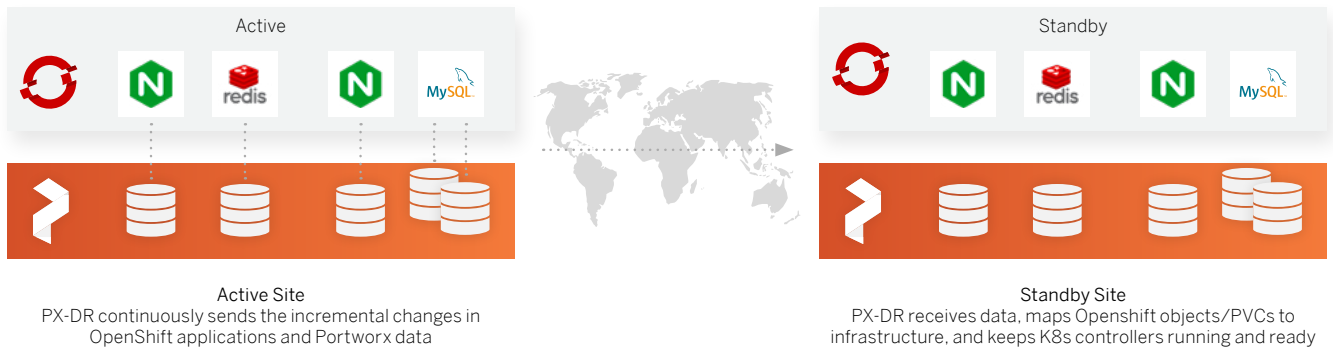 Active
N
redis
N
MySQL
Standby
N
redis
N
MySQL
Active Site
PX-DR continuously sends the incremental changes in
OpenShift applications and Portworx data
Standby Site
PX-DR receives data, maps Openshift objects/PVCs to
infrastructure, and keeps K8s controllers running and ready